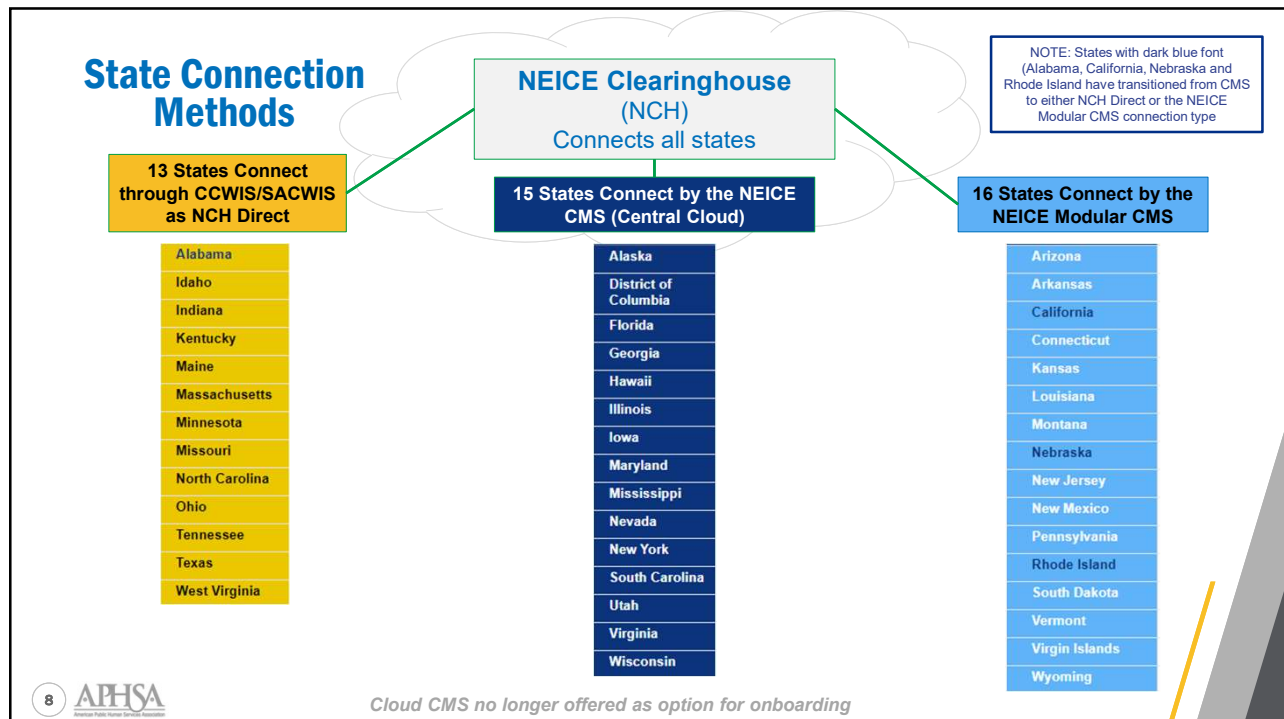 State Connection
Methods
NEICE Clearinghouse
(NCH)
Connects all states
NOTE: States with dark blue font
(Alabama, California, Nebraska and
Rhode Island have transitioned from CMS
to either NCH Direct or the NEICE
Modular CMS connection type
13 States Connect
through CCWIS/SACWIS
as NCH Direct
Alabama
Idaho
Indiana
Kentucky
Maine
Massachusetts
Minnesota
Missouri
North Carolina
Ohio
Tennessee
Texas
West Virginia
15 States Connect by the NEICE
CMS (Central Cloud)
Alaska
District of
Columbia
Florida
Georgia
Hawaii
Illinois
Iowa
Maryland
Mississippi
Nevada
New York
South Carolina
Utah
Virginia
Wisconsin
16 States Connect by the
NEICE Modular CMS
Arizona
Arkansas
California
Connecticut
Kansas
Louisiana
Montana
Nebraska
New Jersey
New Mexico
Pennsylvania
Rhode Island
South Dakota
Vermont
Virgin Islands
Wyoming
8
APHSA
American Public Human Services Association
Cloud CMS no longer offered as option for onboarding